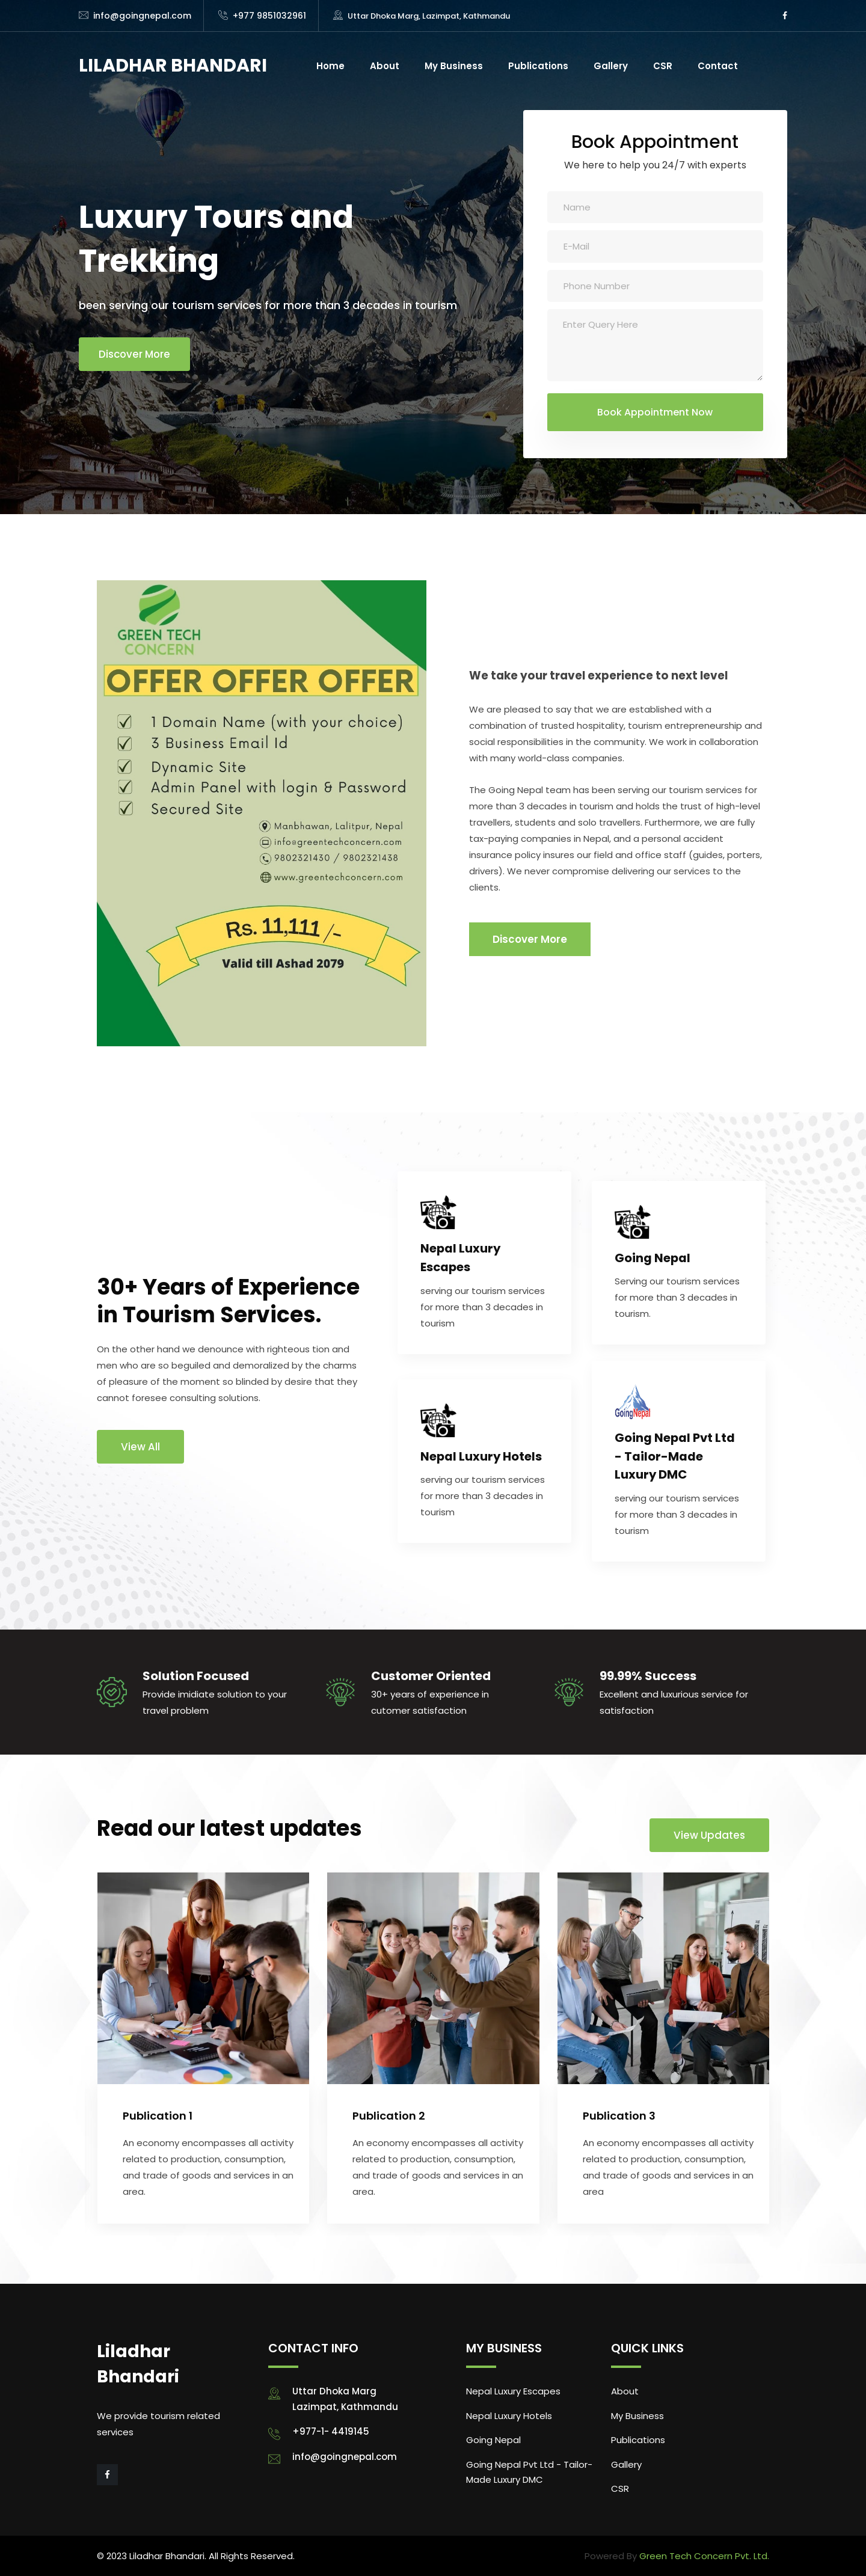 info@goingnepal.com
+977 9851032961
Uttar Dhoka Marg, Lazimpat, Kathmandu
LILADHAR BHANDARI
Home
About
My Business
Publications
Gallery
CSR
Contact
Luxury Tours and
Trekking
been serving our tourism services for more than 3 decades in tourism
Discover More
Book Appointment
We here to help you 24/7 with experts
Name
E-Mail
Phone Number
Enter Query Here
Book Appointment Now
GREEN TECH
CONCERN
OFFER OFFER OFFER
1 Domain Name (with your choice)
3 Business Email Id
Dynamic Site
Admin Panel with login & Password
Secured Site
Manbhawan, Lalitpur, Nepal
info@greentechconcern.com
9802321430 / 9802321438
www.greentechconcern.com
Rs. 11,111 /-
Valid till Ashad 2079
We take your travel experience to next level
We are pleased to say that we are established with a
combination of trusted hospitality, tourism entrepreneurship and
social responsibilities in the community. We work in collaboration
with many world-class companies.
The Going Nepal team has been serving our tourism services for
more than 3 decades in tourism and holds the trust of high-level
travellers, students and solo travellers. Furthermore, we are fully
tax-paying companies in Nepal, and a personal accident
insurance policy insures our field and office staff (guides, porters,
drivers). We never compromise delivering our services to the
clients.
Discover More
30+ Years of Experience
in Tourism Services.
On the other hand we denounce with righteous tion and
men who are so beguiled and demoralized by the charms
of pleasure of the moment so blinded by desire that they
cannot foresee consulting solutions.
View All
Nepal Luxury
Escapes
serving our tourism services
for more than 3 decades in
tourism
Going Nepal
Serving our tourism services
for more than 3 decades in
tourism.
Nepal Luxury Hotels
serving our tourism services
for more than 3 decades in
tourism
GoingNepal
Going Nepal Pvt Ltd
- Tailor-Made
Luxury DMC
serving our tourism services
for more than 3 decades in
tourism
Solution Focused
Provide imidiate solution to your
travel problem
Customer Oriented
30+ years of experience in
cutomer satisfaction
99.99% Success
Excellent and luxurious service for
satisfaction
Read our latest updates
View Updates
Publication 1
An economy encompasses all activity
related to production, consumption,
and trade of goods and services in an
area.
Publication 2
An economy encompasses all activity
related to production, consumption,
and trade of goods and services in an
area.
Publication 3
An economy encompasses all activity
related to production, consumption,
and trade of goods and services in an
area
Liladhar
Bhandari
We provide tourism related
services
CONTACT INFO
Uttar Dhoka Marg
Lazimpat, Kathmandu
+977-1- 4419145
info@goingnepal.com
MY BUSINESS
Nepal Luxury Escapes
Nepal Luxury Hotels
Going Nepal
Going Nepal Pvt Ltd - Tailor-
Made Luxury DMC
QUICK LINKS
About
My Business
Publications
Gallery
CSR
© 2023 Liladhar Bhandari. All Rights Reserved.
Powered By Green Tech Concern Pvt. Ltd.